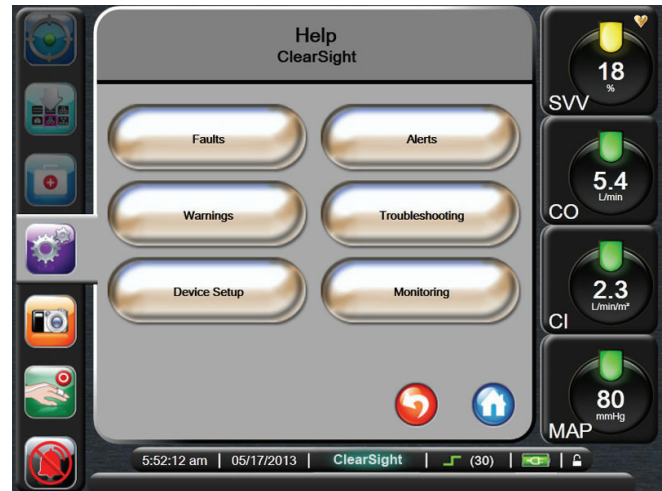 Help
ClearSight
Faults
Alerts
Warnings
Troubleshooting
Device Setup
Monitoring
18
%
SVV
5.4
L/min
CO
2.3
L/min/m²
CI
80
mmHg
MAP
5:52:12 am | 05/17/2013 | ClearSight | (30) | |